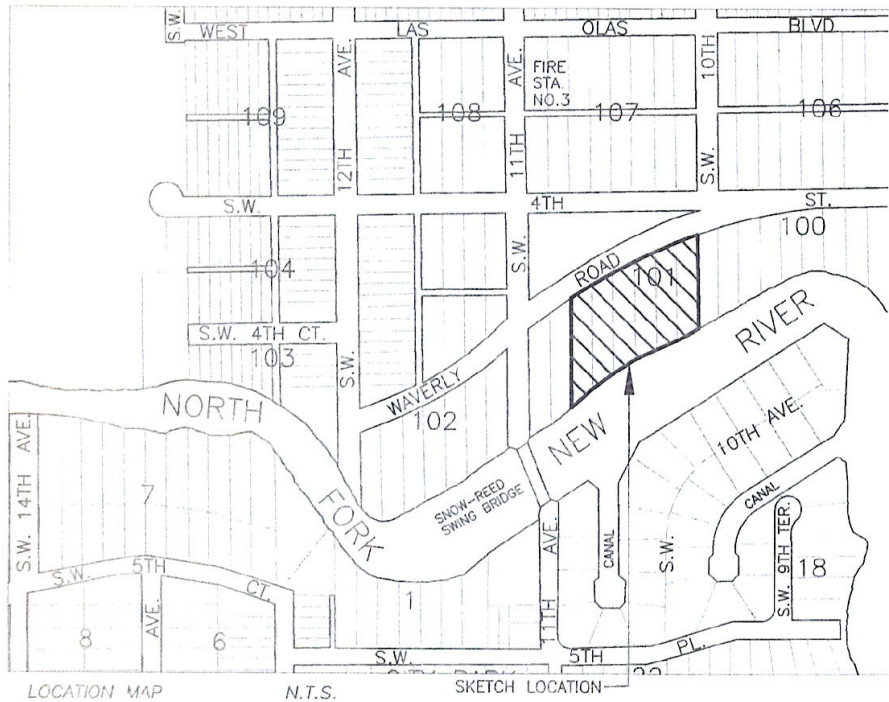 S.W.
WEST LAS OLAS BLVD
AVE.
AVE.
10TH
FIRE
STA.
NO.3
109
108
107
106
12TH
11TH
S.W.
S.W. 4TH ST.
100
S.W.
ROAD
101
104
S.W. 4TH CT.
103
S.W.
WAVERLY
102
NORTH FORK NEW RIVER
SNOW-REED
SWING BRIDGE
10TH AVE.
S.W.
CANAL
CANAL
S.W. 14TH AVE.
7
S.W. 9TH TER.
18
S.W. 5TH CT.
1
11TH AVE.
8
AVE.
6
S.W. 5TH PL.
LOCATION MAP
N.T.S.
SKETCH LOCATION